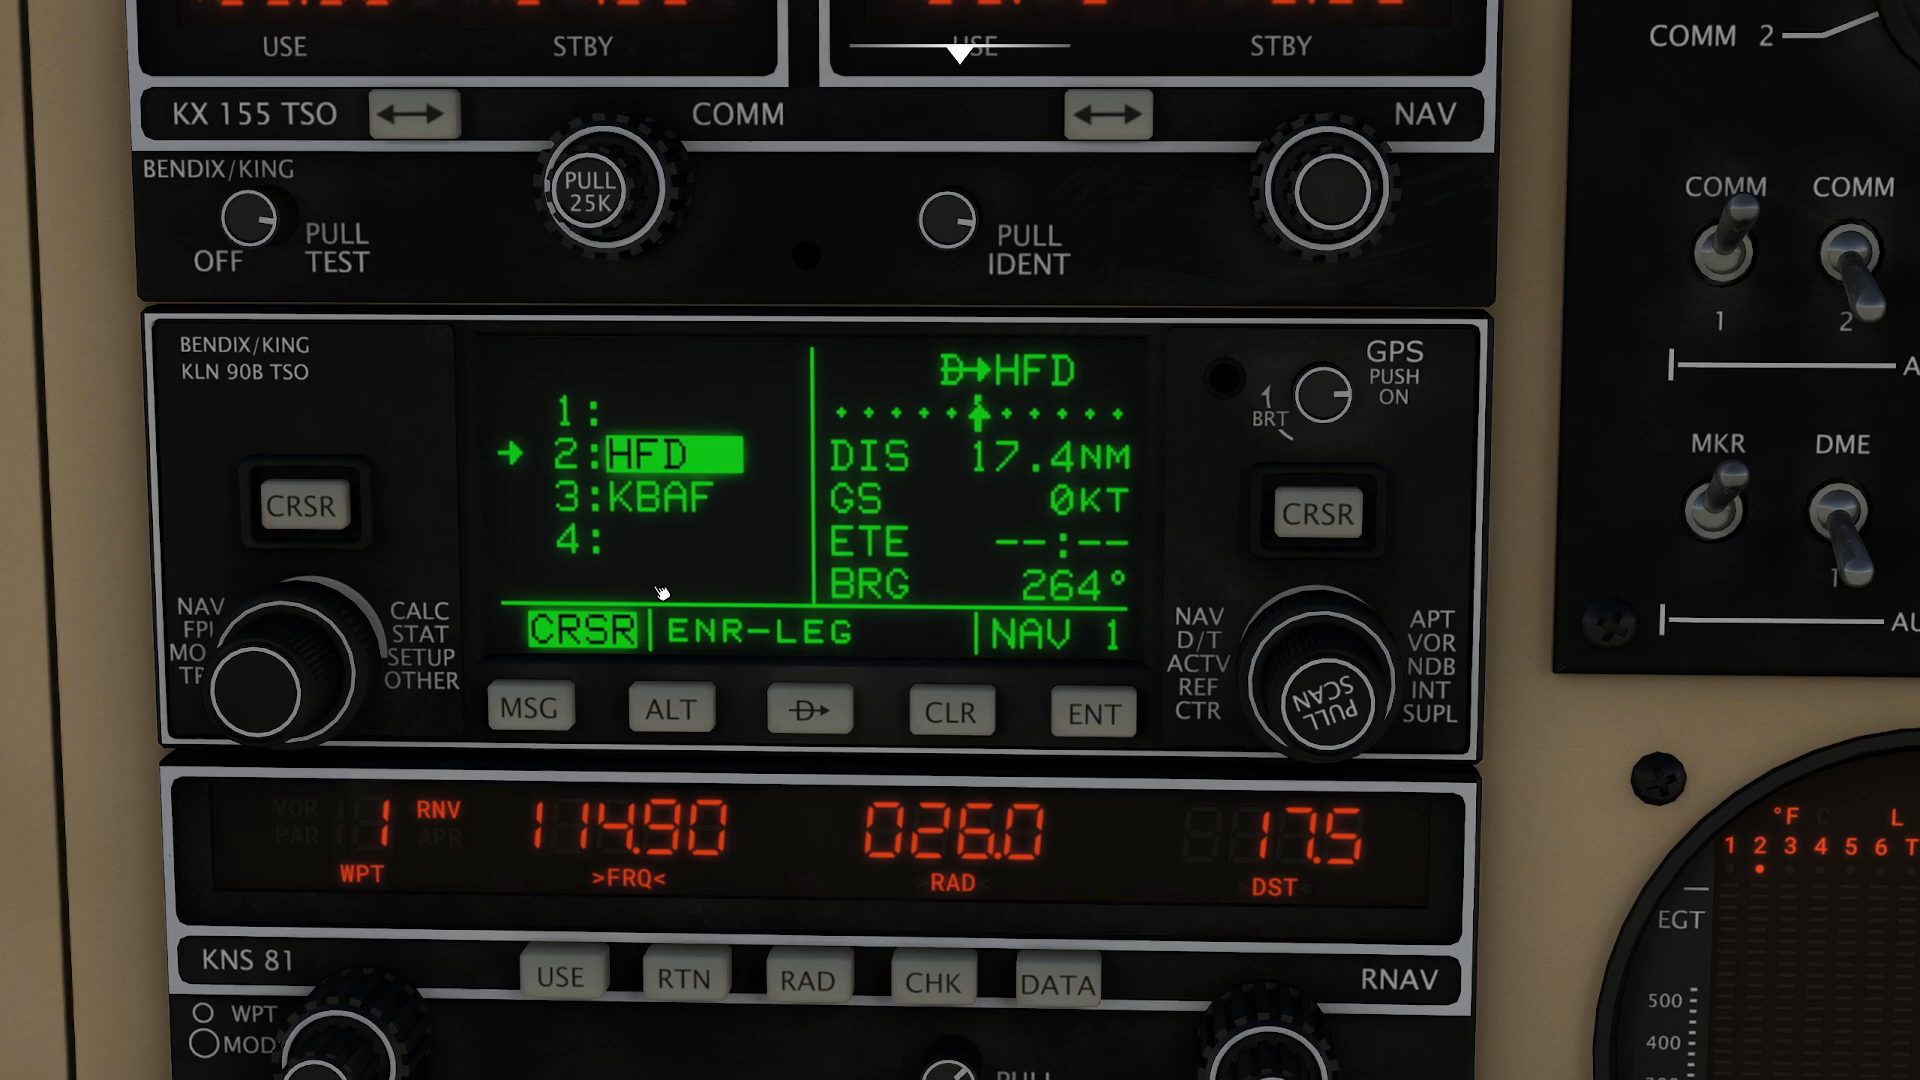 USE STBY USE STBY
COMM 2
KX 155 TSO COMM NAV
BENDIX/KING
PULL
25K
OFF
PULL
TEST
PULL
IDENT
COMM COMM
1 2
BENDIX/KING
KLN 90B TSO
CRSR
NAV
FPL
MO
TR
CALC
STAT
SETUP
OTHER
1:
2:HFD
3:KBAF
4:
HFD
DIS 17.4NM
GS 0KT
ETE --:--
BRG 264°
CRSR ENR-LEG NAV 1
MSG ALT D CLR ENT
GPS
PUSH
ON
BRT
CRSR
NAV
D/T
ACTV
REF
CTR
APT
VOR
NDB
INT
SUPL
PULL
SCAN
MKR DME
1
AU
VOR
PAR
1 RNV
APR
114.90 026.0 17.5
WPT >FRQ< RAD DST
KNS 81 USE RTN RAD CHK DATA RNAV
WPT
MOD
PULL
°F C L
1 2 3 4 5 6 T
EGT
500
400